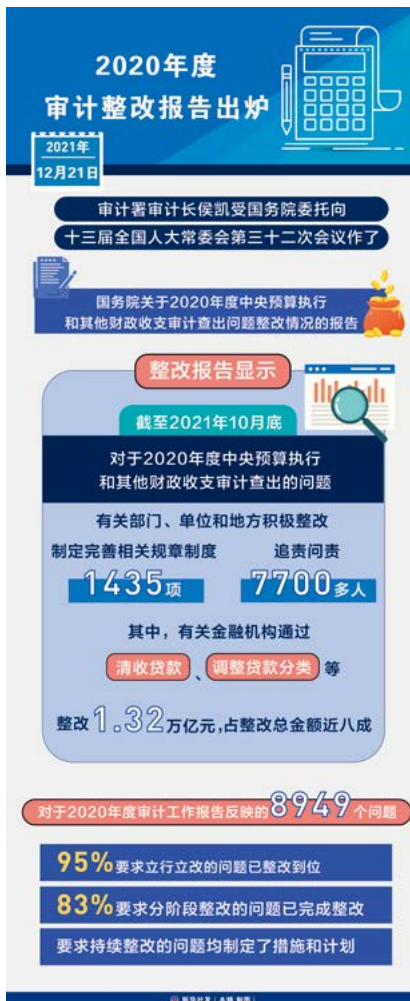 2020年度
审计整改报告出炉
2021年
12月21日
审计署审计长侯凯受国务院委托向
十三届全国人大常委会第三十二次会议作了
国务院关于2020年度中央预算执行
和其他财政收支审计查出问题整改情况的报告
整改报告显示
截至2021年10月底
对于2020年度中央预算执行
和其他财政收支审计查出的问题
有关部门、单位和地方积极整改
制定完善相关规章制度 追责问责
1435项 7700多人
其中，有关金融机构通过
清收贷款、调整贷款分类等
整改1.32万亿元，占整改总金额近八成
对于2020年度审计工作报告反映的8949个问题
95%要求立行立改的问题已整改到位
83%要求分阶段整改的问题已完成整改
要求持续整改的问题均制定了措施和计划